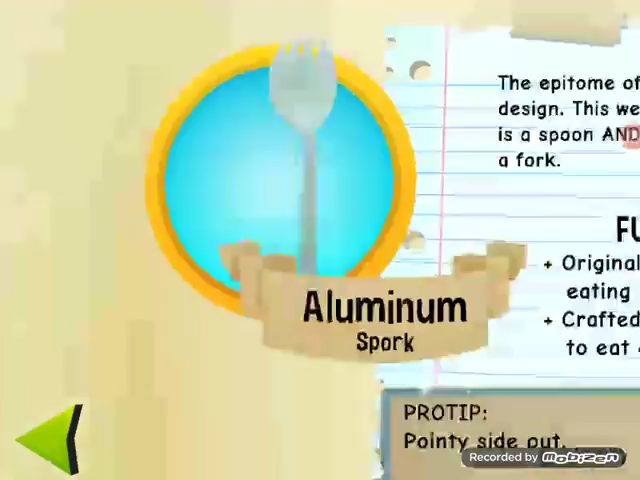 The epitome of
design. This we
is a spoon AND
a fork.
FU
+ Original
eating
+ Crafted
to eat
Aluminum
Spork
PROTIP:
Pointy side out.
Recorded by mobizen